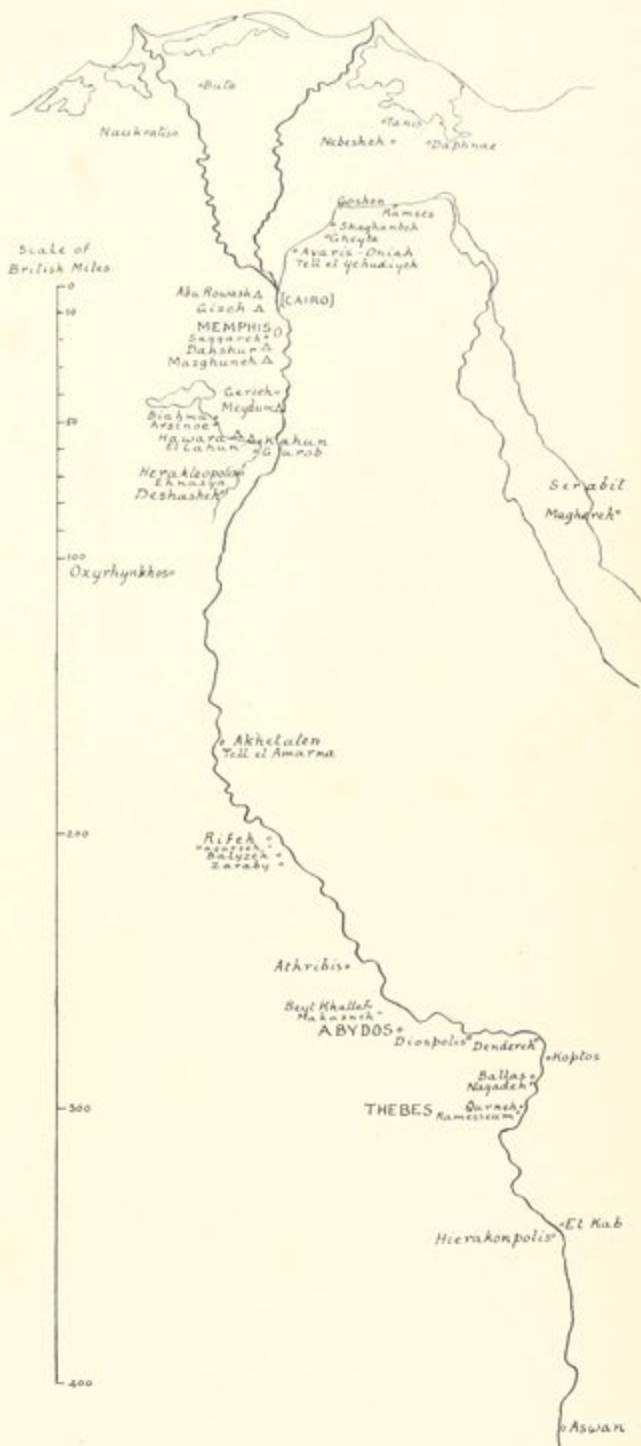 Buto
Naukratis
Tanis
Nebesheh
Daphnae
Goshen
Ramses
Shaghanbeh
Gheyta
Avaris-Oniah
Tell el Yehudiyeh
Scale of
British Miles.
0
10
50
100
200
300
400
Abu Rowash
[CAIRO]
Gizeh
MEMPHIS
Saqqareh
Dahshur
Mazghuneh
Gerzeh
Meydum
Biahmu
Arsinoe
Hawara
Kahun
El Lahun
Gurob
Herakleopolis
Ehnasya
Deshasheh
Serabit
Maghareh
Oxyrhynkhos
Akhetaten
Tell el Amarna
Rifeh
Balyzeh
Zaraby
Athribis
Beyt Khallaf
Mahasneh
ABYDOS
Diospolis
Dendereh
Koptos
Ballas
Naqadeh
THEBES
Qurneh
Ramesseum
El Kab
Hierakonpolis
Aswan